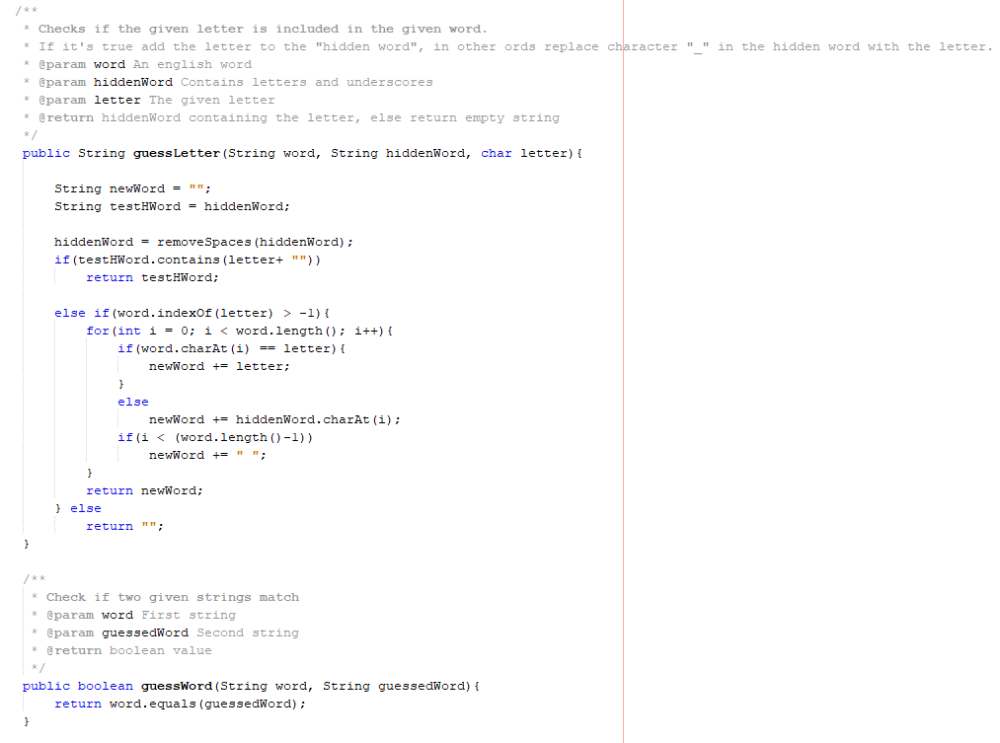 /**
 * Checks if the given letter is included in the given word.
 * If it's true add the letter to the "hidden word", in other ords replace character "_" in the hidden word with the letter.
 * @param word An english word
 * @param hiddenWord Contains letters and underscores
 * @param letter The given letter
 * @return hiddenWord containing the letter, else return empty string
 */
public String guessLetter(String word, String hiddenWord, char letter){
    String newWord = "";
    String testHWord = hiddenWord;
    hiddenWord = removeSpaces(hiddenWord);
    if(testHWord.contains(letter+ ""))
        return testHWord;
    else if(word.indexOf(letter) > -1){
        for(int i = 0; i < word.length(); i++){
            if(word.charAt(i) == letter){
                newWord += letter;
            }
            else
                newWord += hiddenWord.charAt(i);
            if(i < (word.length()-1))
                newWord += " ";
        }
        return newWord;
    } else
        return "";
}
/**
 * Check if two given strings match
 * @param word First string
 * @param guessedWord Second string
 * @return boolean value
 */
public boolean guessWord(String word, String guessedWord){
    return word.equals(guessedWord);
}